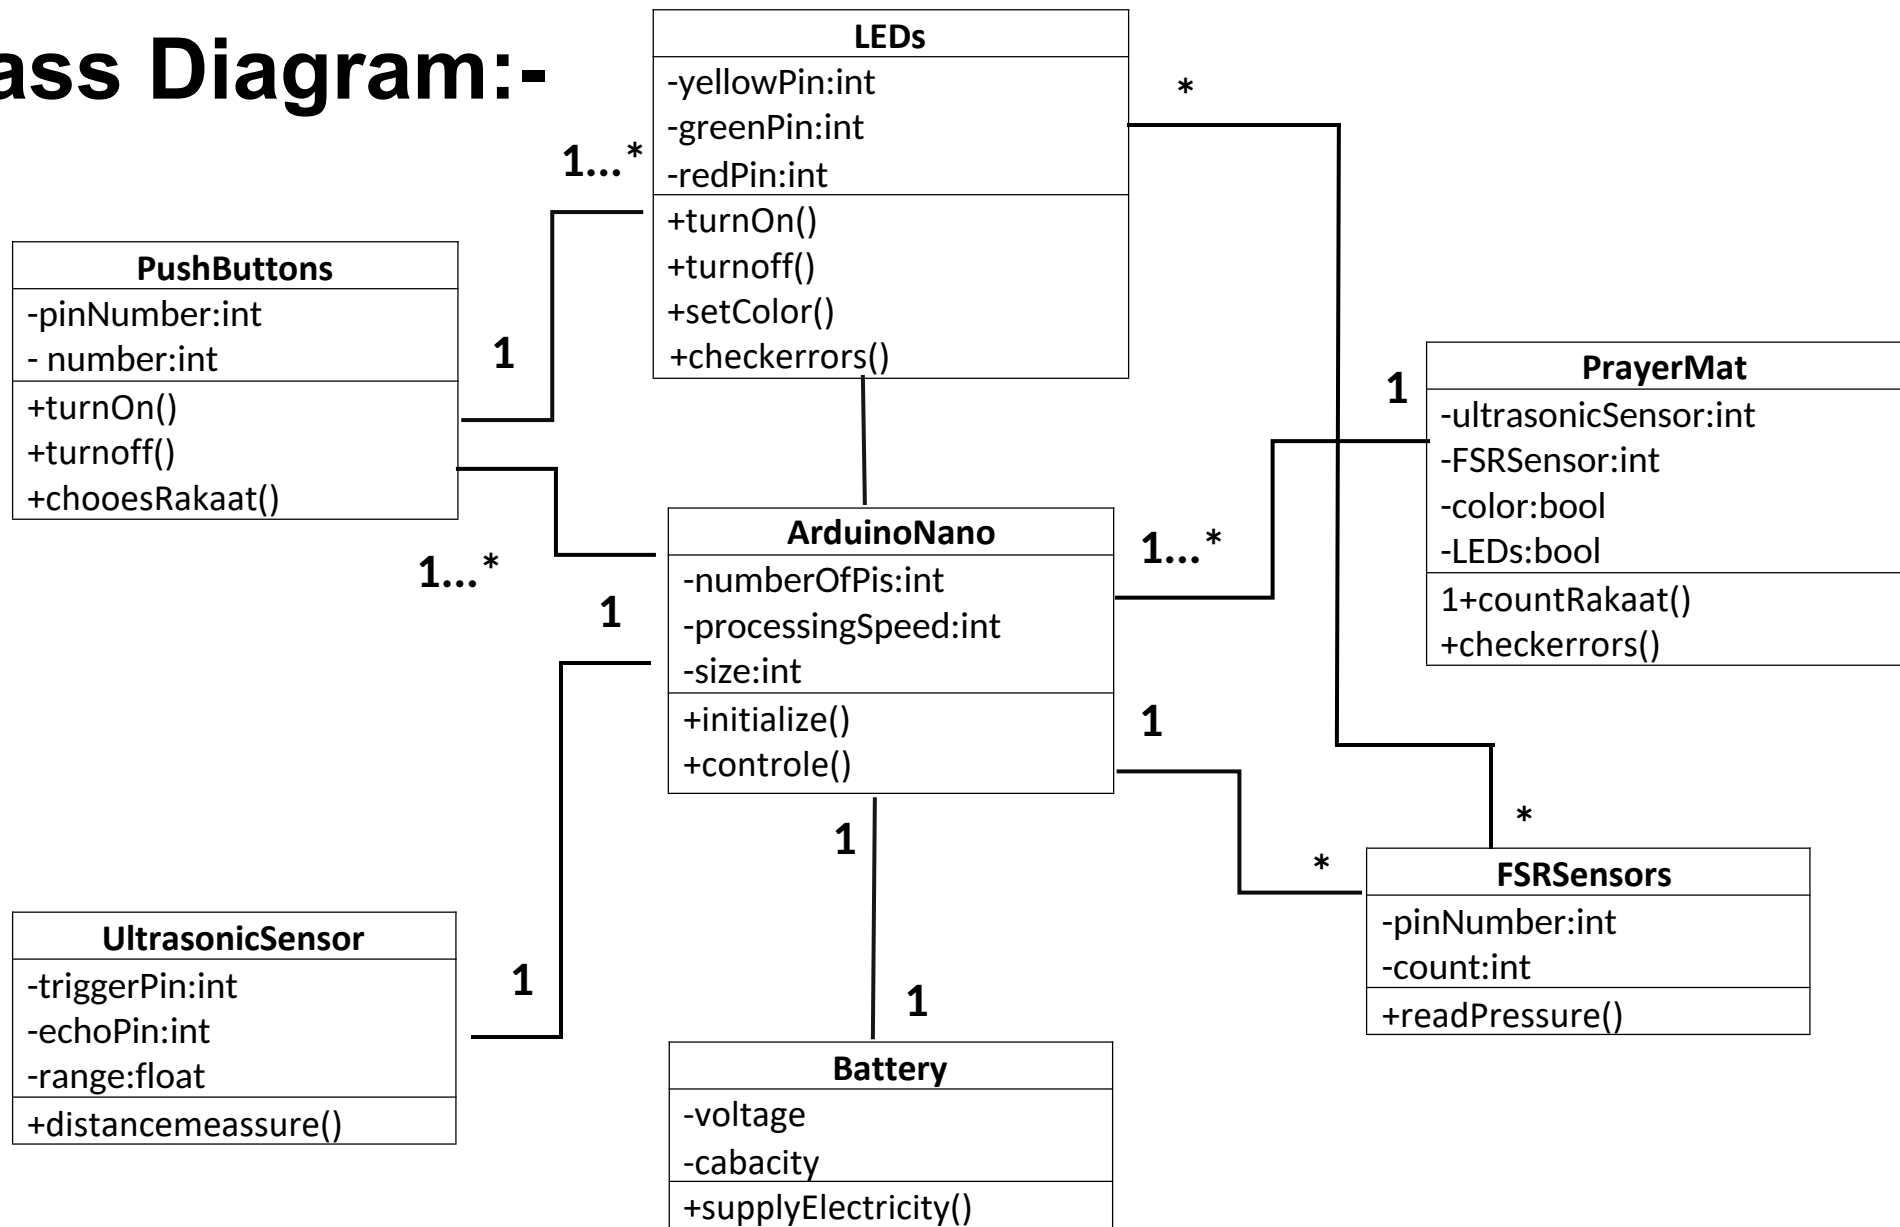 ass Diagram:-
LEDs
-yellowPin:int
-greenPin:int
-redPin:int
+turnOn()
+turnoff()
+setColor()
+checkerrors()
*
1...*
PushButtons
-pinNumber:int
- number:int
+turnOn()
+turnoff()
+chooesRakaat()
1
1...*
PrayerMat
-ultrasonicSensor:int
-FSRSensor:int
-color:bool
-LEDs:bool
1+countRakaat()
+checkerrors()
1
ArduinoNano
-numberOfPis:int
-processingSpeed:int
-size:int
+initialize()
+controle()
1...*
1
1
1
*
*
FSRSensors
-pinNumber:int
-count:int
+readPressure()
UltrasonicSensor
-triggerPin:int
-echoPin:int
-range:float
+distancemeassure()
1
1
Battery
-voltage
-cabacity
+supplyElectricity()